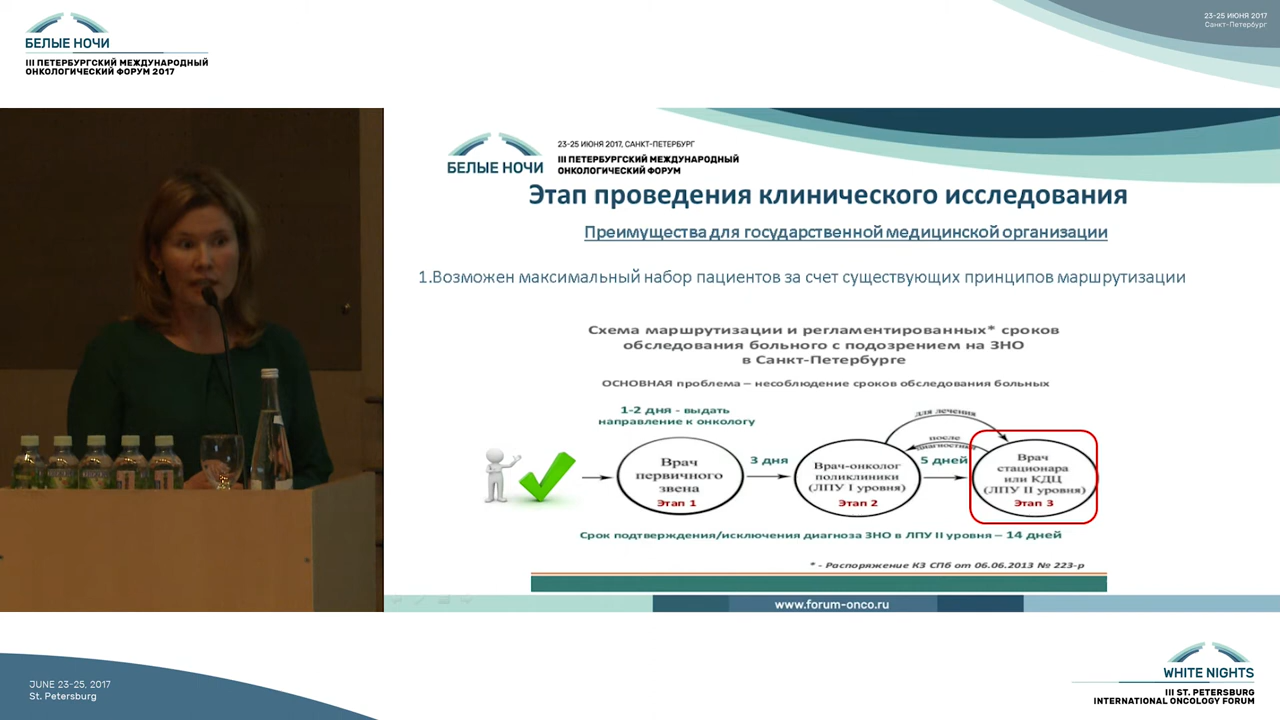 БЕЛЫЕ НОЧИ
III ПЕТЕРБУРГСКИЙ МЕЖДУНАРОДНЫЙ
ОНКОЛОГИЧЕСКИЙ ФОРУМ 2017
23-25 ИЮНЯ 2017
Санкт-Петербург
БЕЛЫЕ НОЧИ
23-25 ИЮНЯ 2017, САНКТ-ПЕТЕРБУРГ
III ПЕТЕРБУРГСКИЙ МЕЖДУНАРОДНЫЙ
ОНКОЛОГИЧЕСКИЙ ФОРУМ
Этап проведения клинического исследования
Преимущества для государственной медицинской организации
1.Возможен максимальный набор пациентов за счет существующих принципов маршрутизации
Схема маршрутизации и регламентированных* сроков
обследования больного с подозрением на ЗНО
в Санкт-Петербурге
ОСНОВНАЯ проблема – несоблюдение сроков обследования больных
1-2 дня - выдать
направление к онкологу
Врач
первичного
звена
Этап 1
3 дня
Врач-онколог
поликлиники
(ЛПУ I уровня)
Этап 2
для лечения
после
диагностики
5 дней
Врач
стационара
или КДЦ
(ЛПУ II уровня)
Этап 3
Срок подтверждения/исключения диагноза ЗНО в ЛПУ II уровня – 14 дней
* - Распоряжение КЗ СПб от 06.06.2013 № 223-р
www.forum-onco.ru
JUNE 23-25, 2017
St. Petersburg
WHITE NIGHTS
III ST. PETERSBURG
INTERNATIONAL ONCOLOGY FORUM